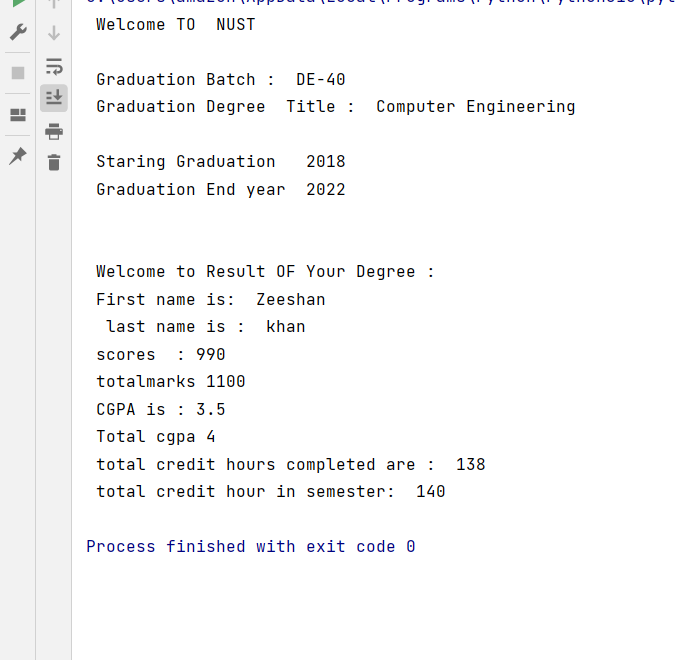 Welcome TO  NUST
Graduation Batch :  DE-40
Graduation Degree  Title :  Computer Engineering
Staring Graduation   2018
Graduation End year  2022
Welcome to Result OF Your Degree :
First name is:  Zeeshan
last name is :  khan
scores  : 990
totalmarks 1100
CGPA is : 3.5
Total cgpa 4
total credit hours completed are :  138
total credit hour in semester:  140
Process finished with exit code 0